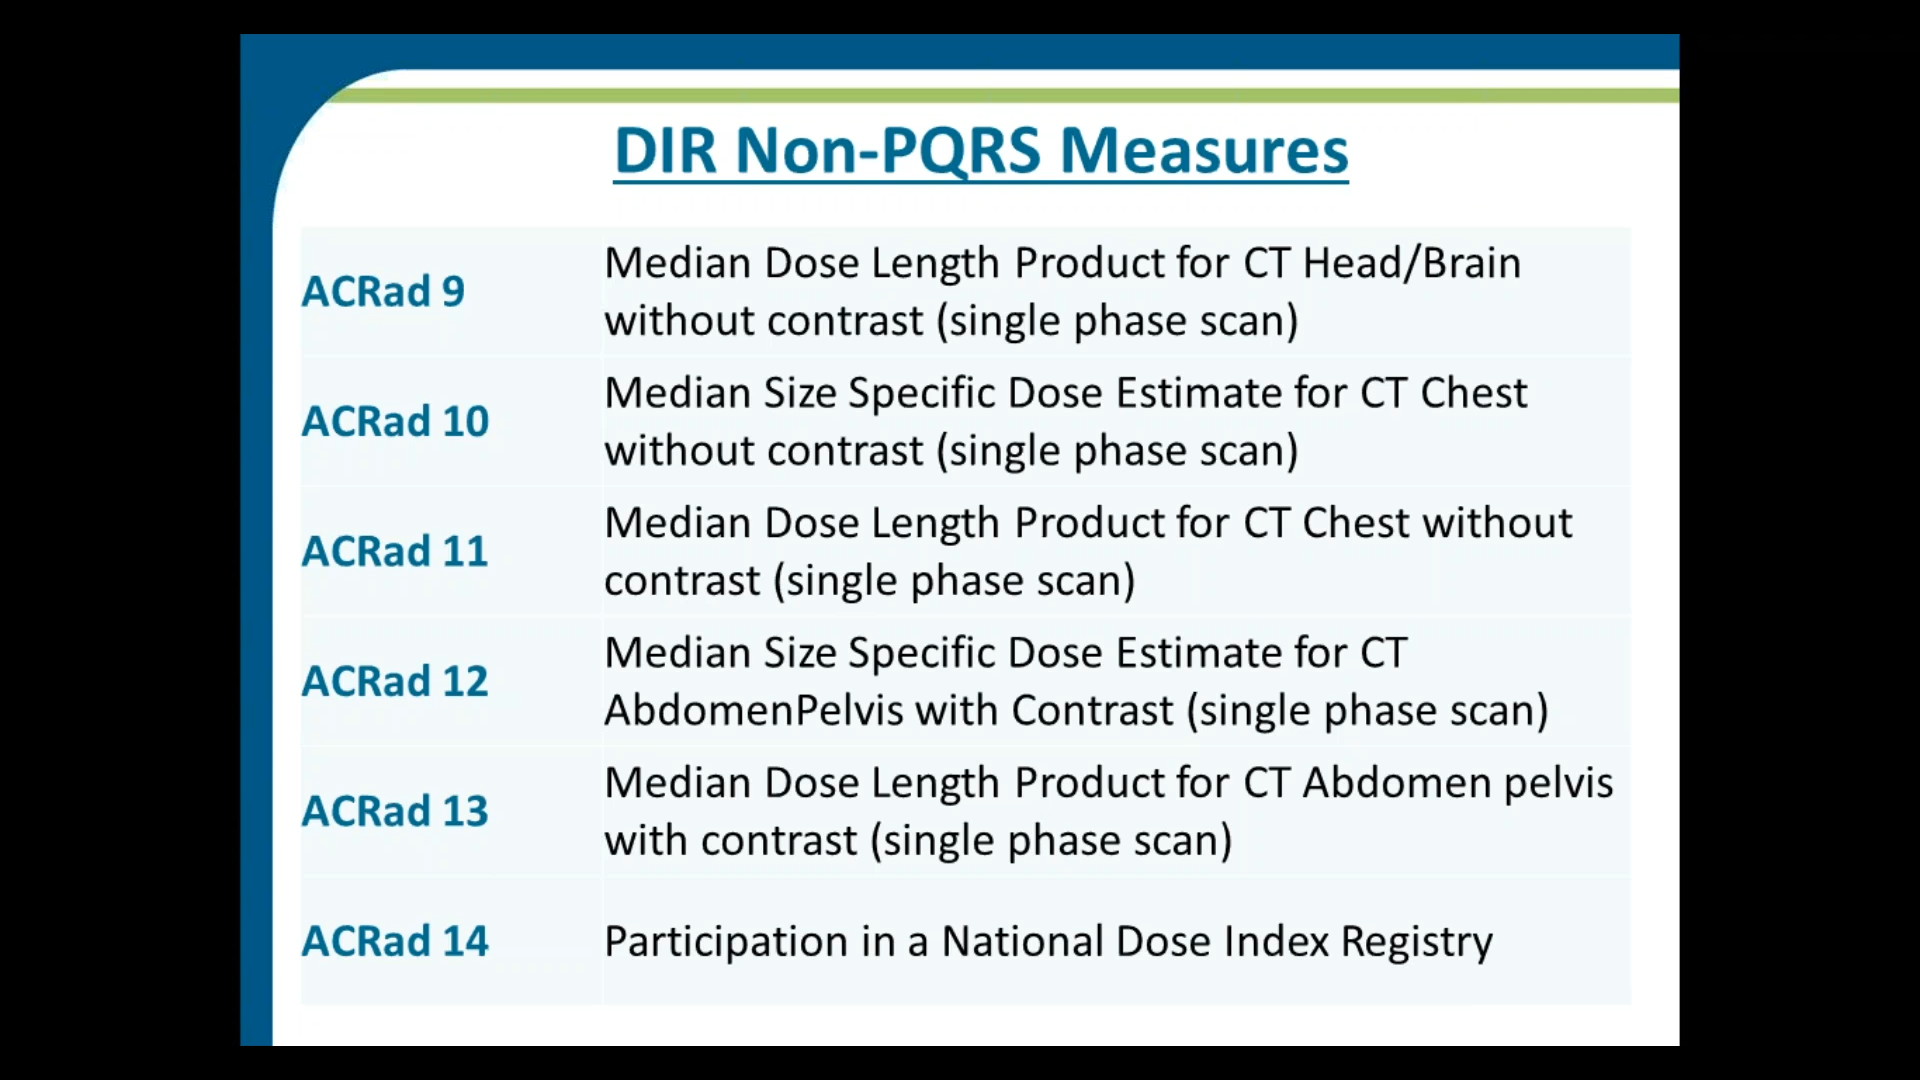 DIR Non-PQRS Measures
ACRad 9
Median Dose Length Product for CT Head/Brain
without contrast (single phase scan)
ACRad 10
Median Size Specific Dose Estimate for CT Chest
without contrast (single phase scan)
ACRad 11
Median Dose Length Product for CT Chest without
contrast (single phase scan)
ACRad 12
Median Size Specific Dose Estimate for CT
AbdomenPelvis with Contrast (single phase scan)
ACRad 13
Median Dose Length Product for CT Abdomen pelvis
with contrast (single phase scan)
ACRad 14
Participation in a National Dose Index Registry